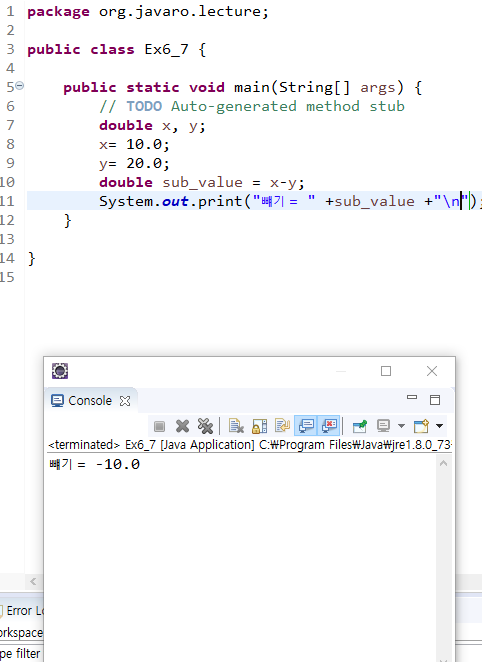 1 package org.javaro.lecture;
2
3 public class Ex6_7 {
4
5 public static void main(String[] args) {
6 // TODO Auto-generated method stub
7 double x, y;
8 x= 10.0;
9 y= 20.0;
10 double sub_value = x-y;
11 System.out.print("빼기= " +sub_value +"\n");
12 }
13
14 }
15
Console
<terminated> Ex6_7 [Java Application] C:₩Program Files₩Java₩jre1.8.0_73
빼기= -10.0
Error Lo
orkspace
pe filter